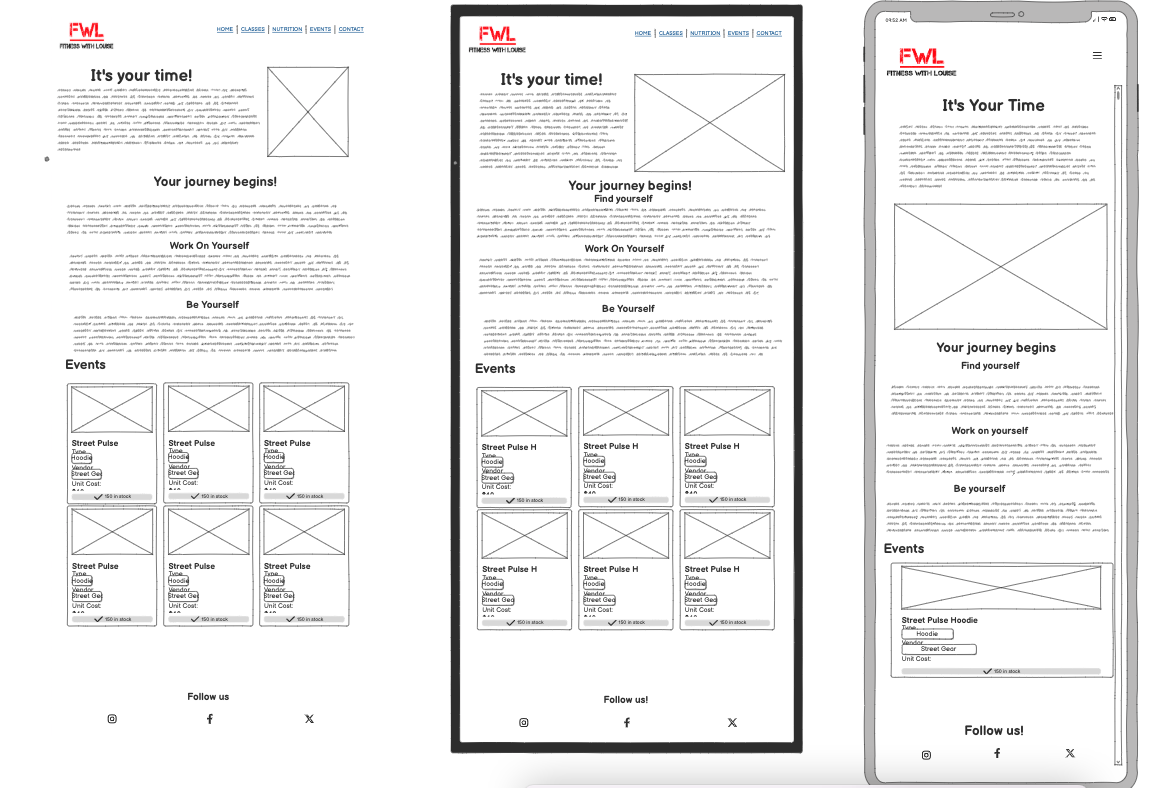 FWL
FITNESS WITH LOUISE
HOME | CLASSES | NUTRITION | EVENTS | CONTACT
It's your time!
Your journey begins!
Work On Yourself
Be Yourself
Events
Street Pulse
Type
Hoodie
Vendor
Street Gea
Unit Cost:
150 in stock
Street Pulse
Type
Hoodie
Vendor
Street Gea
Unit Cost:
150 in stock
Street Pulse
Type
Hoodie
Vendor
Street Gea
Unit Cost:
150 in stock
Street Pulse
Type
Hoodie
Vendor
Street Gea
Unit Cost:
150 in stock
Street Pulse
Type
Hoodie
Vendor
Street Gea
Unit Cost:
150 in stock
Street Pulse
Type
Hoodie
Vendor
Street Gea
Unit Cost:
150 in stock
Follow us
FWL
FITNESS WITH LOUISE
HOME | CLASSES | NUTRITION | EVENTS | CONTACT
It's your time!
Your journey begins!
Find yourself
Work On Yourself
Be Yourself
Events
Street Pulse H
Type
Hoodie
Vendor
Street Gea
Unit Cost:
150 in stock
Street Pulse H
Type
Hoodie
Vendor
Street Gea
Unit Cost:
150 in stock
Street Pulse H
Type
Hoodie
Vendor
Street Gea
Unit Cost:
150 in stock
Street Pulse H
Type
Hoodie
Vendor
Street Gea
Unit Cost:
150 in stock
Street Pulse H
Type
Hoodie
Vendor
Street Gea
Unit Cost:
150 in stock
Street Pulse H
Type
Hoodie
Vendor
Street Gea
Unit Cost:
150 in stock
Follow us!
09:52 AM
FWL
FITNESS WITH LOUISE
It's Your Time
Your journey begins
Find yourself
Work on yourself
Be yourself
Events
Street Pulse Hoodie
Type
Hoodie
Vendor
Street Gear
Unit Cost:
150 in stock
Follow us!